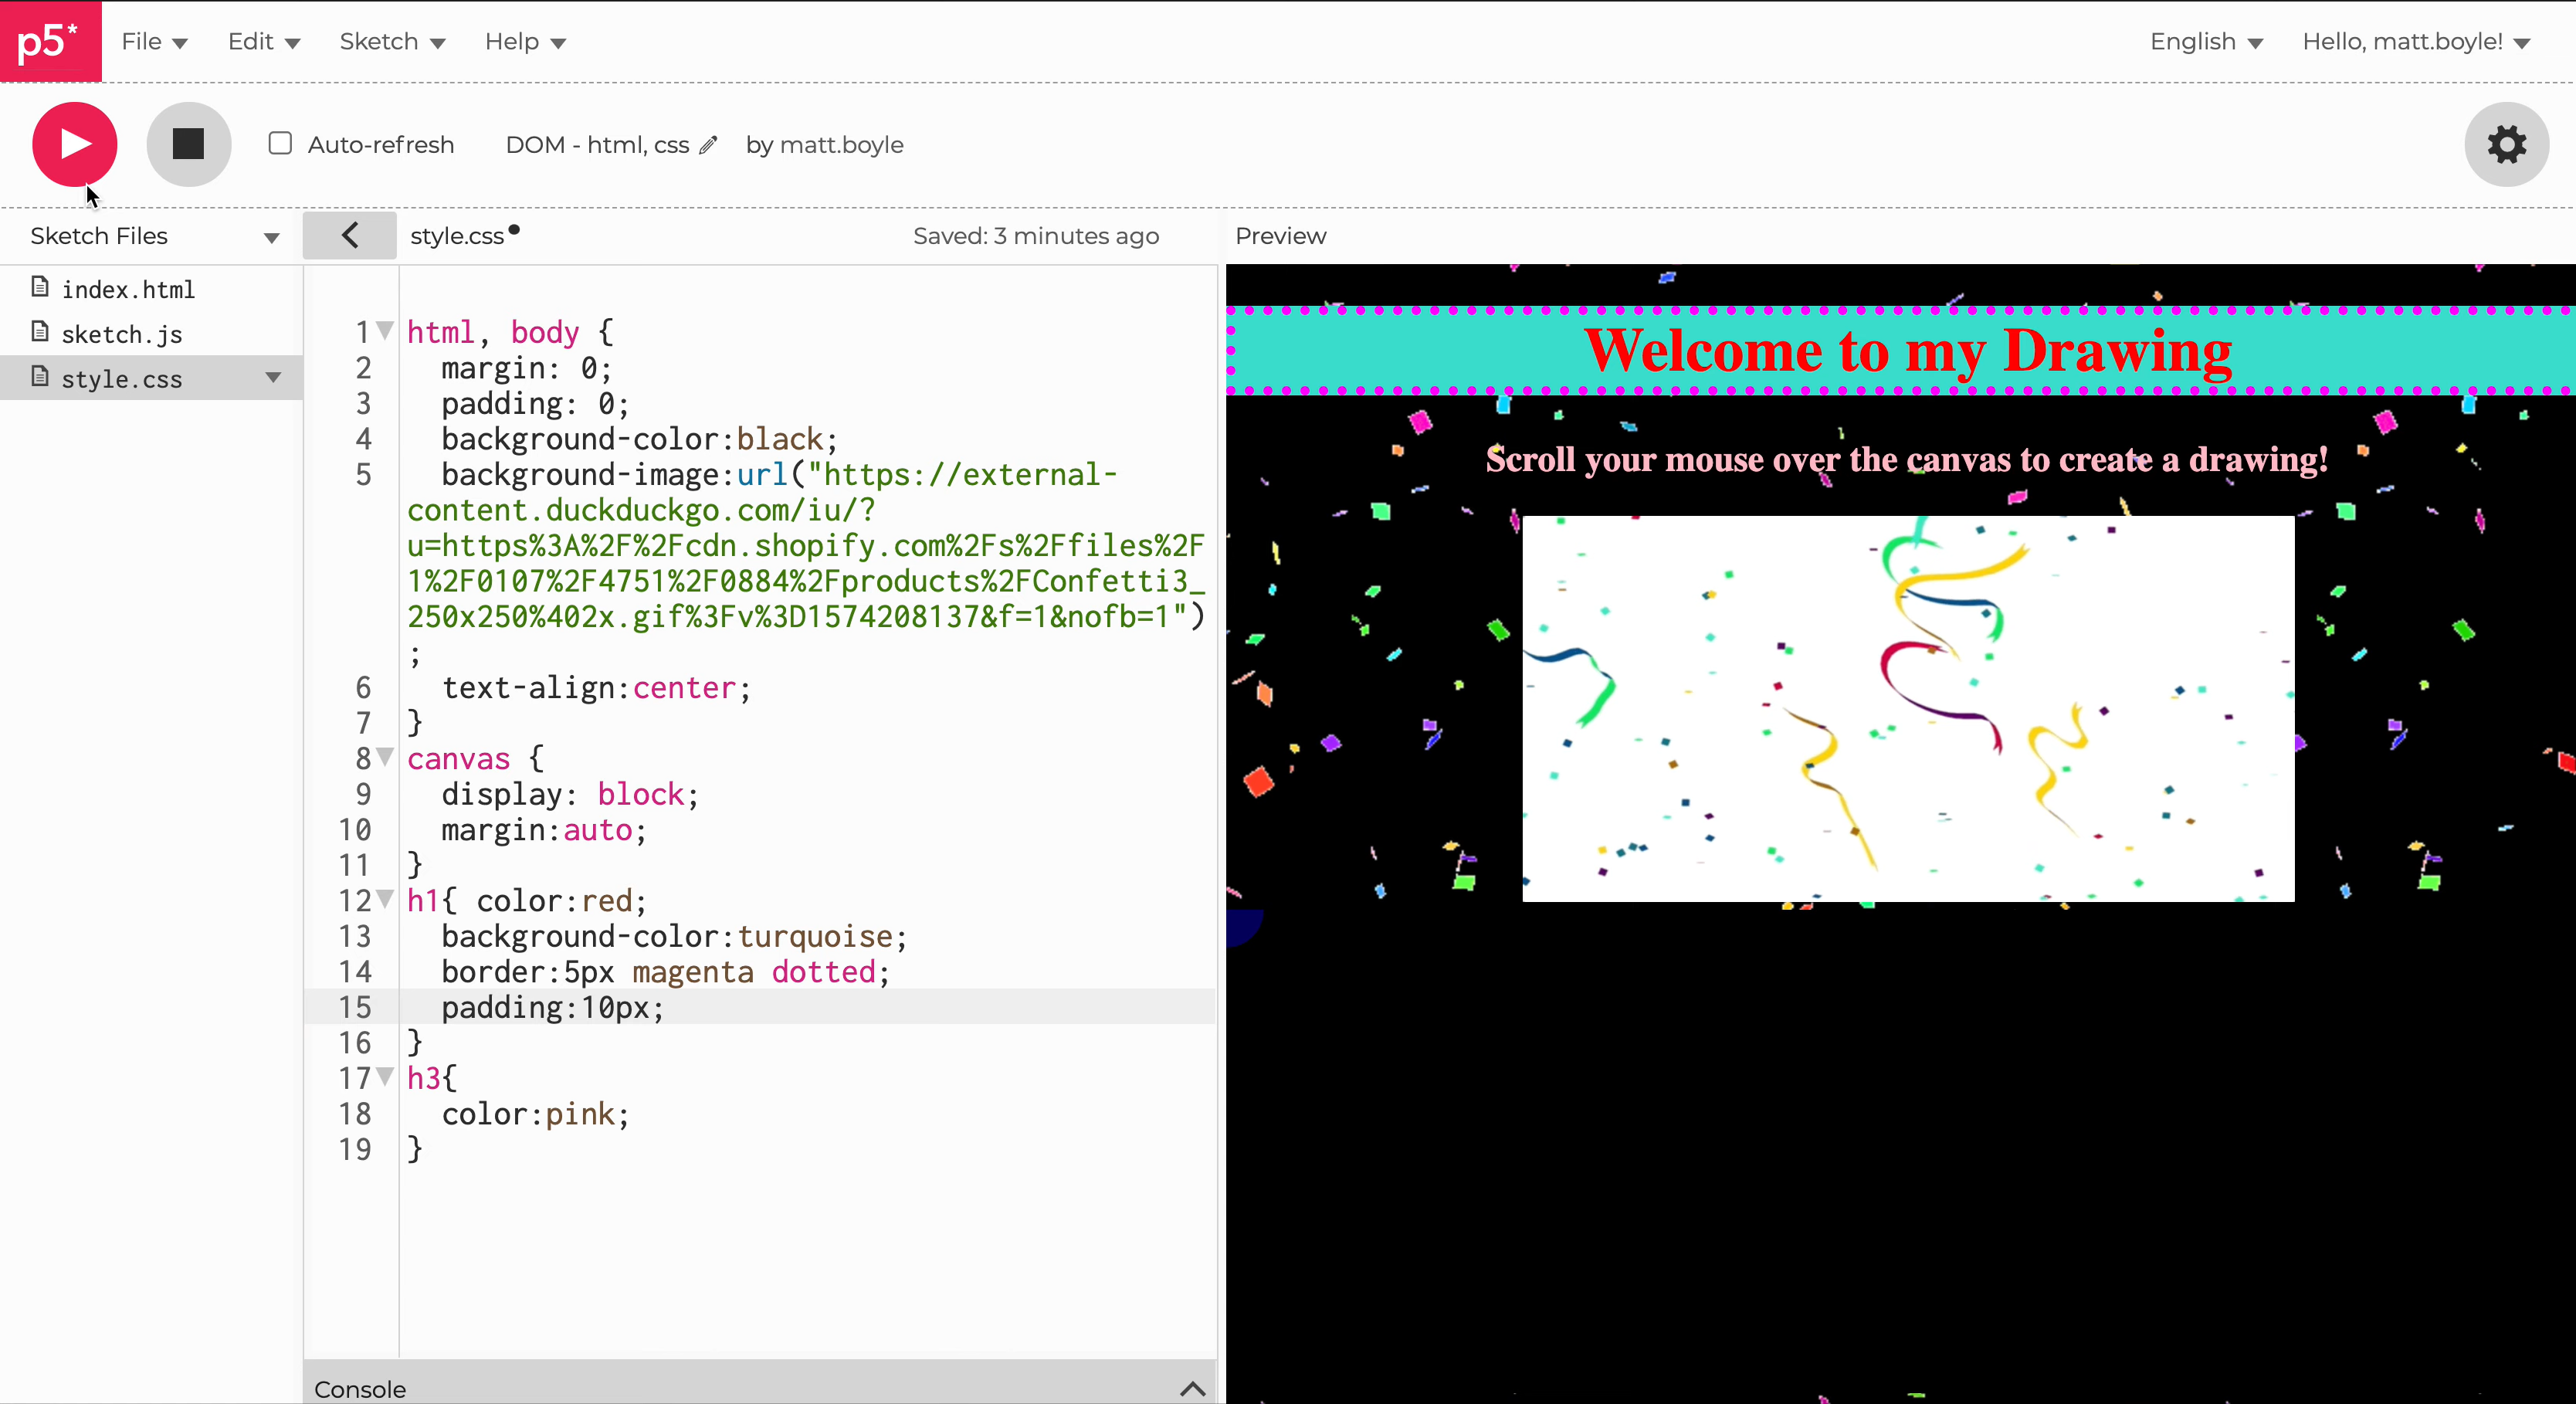 p5* File Edit Sketch Help English Hello, matt.boyle!
Auto-refresh DOM - html, css by matt.boyle
Sketch Files style.css Saved: 3 minutes ago Preview
index.html
sketch.js
style.css
1 html, body {
2 margin: 0;
3 padding: 0;
4 background-color:black;
5 background-image:url("https://external-
content.duckduckgo.com/iu/?
u=https%3A%2F%2Fcdn.shopify.com%2Fs%2Ffiles%2F
1%2F0107%2F4751%2F0884%2Fproducts%2FConfetti3_
250x250%402x.gif%3Fv%3D1574208137&f=1&nofb=1")
;
6 text-align:center;
7 }
8 canvas {
9 display: block;
10 margin:auto;
11 }
12 h1{ color:red;
13 background-color:turquoise;
14 border:5px magenta dotted;
15 padding:10px;
16 }
17 h3{
18 color:pink;
19 }
Console
Welcome to my Drawing
Scroll your mouse over the canvas to create a drawing!